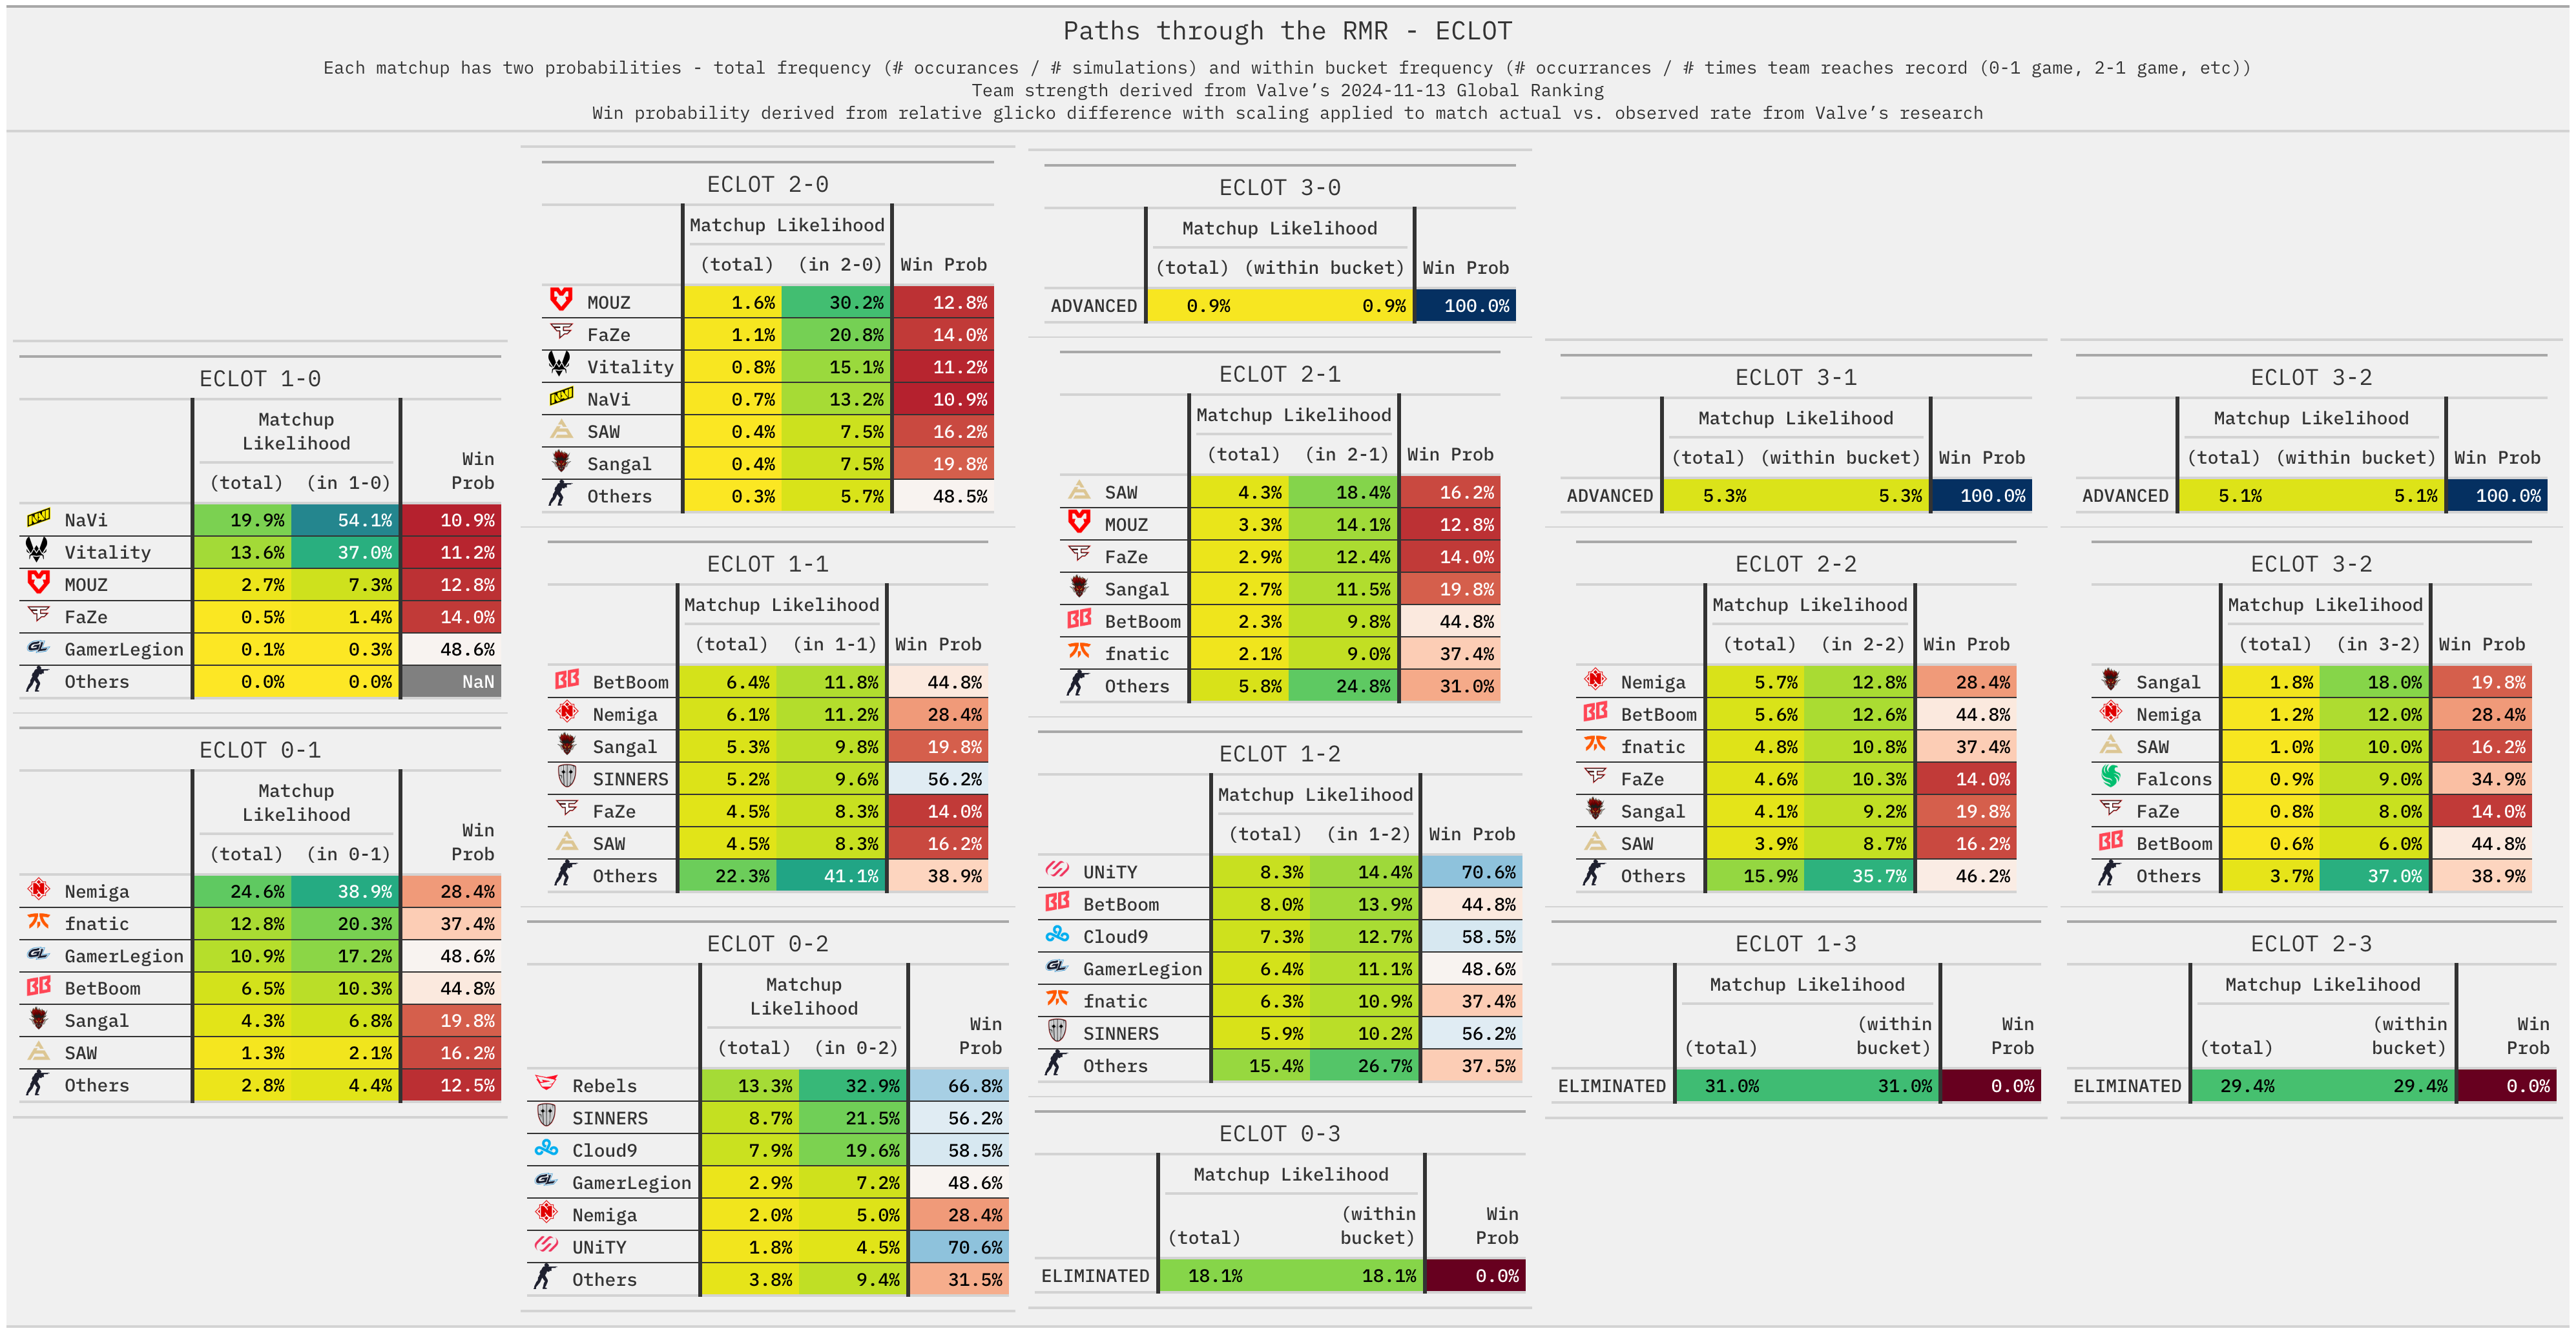 Paths through the RMR - ECLOT
Each matchup has two probabilities - total frequency (# occurances / # simulations) and within bucket frequency (# occurrances / # times team reaches record (0-1 game, 2-1 game, etc))
Team strength derived from Valve's 2024-11-13 Global Ranking
Win probability derived from relative glicko difference with scaling applied to match actual vs. observed rate from Valve's research
ECLOT 1-0
Matchup
Likelihood
Win
Prob
(total) (in 1-0)
NaVi 19.9% 54.1% 10.9%
Vitality 13.6% 37.0% 11.2%
MOUZ 2.7% 7.3% 12.8%
FaZe 0.5% 1.4% 14.0%
GamerLegion 0.1% 0.3% 48.6%
Others 0.0% 0.0% NaN
ECLOT 0-1
Matchup
Likelihood
Win
Prob
(total) (in 0-1)
Nemiga 24.6% 38.9% 28.4%
fnatic 12.8% 20.3% 37.4%
GamerLegion 10.9% 17.2% 48.6%
BetBoom 6.5% 10.3% 44.8%
Sangal 4.3% 6.8% 19.8%
SAW 1.3% 2.1% 16.2%
Others 2.8% 4.4% 12.5%
ECLOT 2-0
Matchup Likelihood
(total) (in 2-0) Win Prob
MOUZ 1.6% 30.2% 12.8%
FaZe 1.1% 20.8% 14.0%
Vitality 0.8% 15.1% 11.2%
NaVi 0.7% 13.2% 10.9%
SAW 0.4% 7.5% 16.2%
Sangal 0.4% 7.5% 19.8%
Others 0.3% 5.7% 48.5%
ECLOT 1-1
Matchup Likelihood
(total) (in 1-1) Win Prob
BetBoom 6.4% 11.8% 44.8%
Nemiga 6.1% 11.2% 28.4%
Sangal 5.3% 9.8% 19.8%
SINNERS 5.2% 9.6% 56.2%
FaZe 4.5% 8.3% 14.0%
SAW 4.5% 8.3% 16.2%
Others 22.3% 41.1% 38.9%
ECLOT 0-2
Matchup
Likelihood
Win
Prob
(total) (in 0-2)
Rebels 13.3% 32.9% 66.8%
SINNERS 8.7% 21.5% 56.2%
Cloud9 7.9% 19.6% 58.5%
GamerLegion 2.9% 7.2% 48.6%
Nemiga 2.0% 5.0% 28.4%
UNiTY 1.8% 4.5% 70.6%
Others 3.8% 9.4% 31.5%
ECLOT 3-0
Matchup Likelihood
(total) (within bucket) Win Prob
ADVANCED 0.9% 0.9% 100.0%
ECLOT 2-1
Matchup Likelihood
(total) (in 2-1) Win Prob
SAW 4.3% 18.4% 16.2%
MOUZ 3.3% 14.1% 12.8%
FaZe 2.9% 12.4% 14.0%
Sangal 2.7% 11.5% 19.8%
BetBoom 2.3% 9.8% 44.8%
fnatic 2.1% 9.0% 37.4%
Others 5.8% 24.8% 31.0%
ECLOT 1-2
Matchup Likelihood
(total) (in 1-2) Win Prob
UNiTY 8.3% 14.4% 70.6%
BetBoom 8.0% 13.9% 44.8%
Cloud9 7.3% 12.7% 58.5%
GamerLegion 6.4% 11.1% 48.6%
fnatic 6.3% 10.9% 37.4%
SINNERS 5.9% 10.2% 56.2%
Others 15.4% 26.7% 37.5%
ECLOT 0-3
Matchup Likelihood
(within Win
(total) bucket) Prob
ELIMINATED 18.1% 18.1% 0.0%
ECLOT 3-1
Matchup Likelihood
(total) (within bucket) Win Prob
ADVANCED 5.3% 5.3% 100.0%
ECLOT 2-2
Matchup Likelihood
(total) (in 2-2) Win Prob
Nemiga 5.7% 12.8% 28.4%
BetBoom 5.6% 12.6% 44.8%
fnatic 4.8% 10.8% 37.4%
FaZe 4.6% 10.3% 14.0%
Sangal 4.1% 9.2% 19.8%
SAW 3.9% 8.7% 16.2%
Others 15.9% 35.7% 46.2%
ECLOT 1-3
Matchup Likelihood
(within Win
(total) bucket) Prob
ELIMINATED 31.0% 31.0% 0.0%
ECLOT 3-2
Matchup Likelihood
(total) (within bucket) Win Prob
ADVANCED 5.1% 5.1% 100.0%
ECLOT 3-2
Matchup Likelihood
(total) (in 3-2) Win Prob
Sangal 1.8% 18.0% 19.8%
Nemiga 1.2% 12.0% 28.4%
SAW 1.0% 10.0% 16.2%
Falcons 0.9% 9.0% 34.9%
FaZe 0.8% 8.0% 14.0%
BetBoom 0.6% 6.0% 44.8%
Others 3.7% 37.0% 38.9%
ECLOT 2-3
Matchup Likelihood
(within Win
(total) bucket) Prob
ELIMINATED 29.4% 29.4% 0.0%